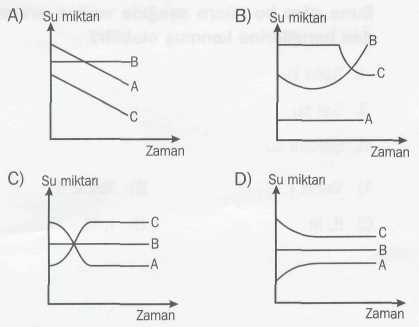 A)
Su miktarı
B
A
C
Zaman
B)
Su miktarı
B
C
A
Zaman
C)
Su miktarı
C
B
A
Zaman
D)
Su miktarı
C
B
A
Zaman